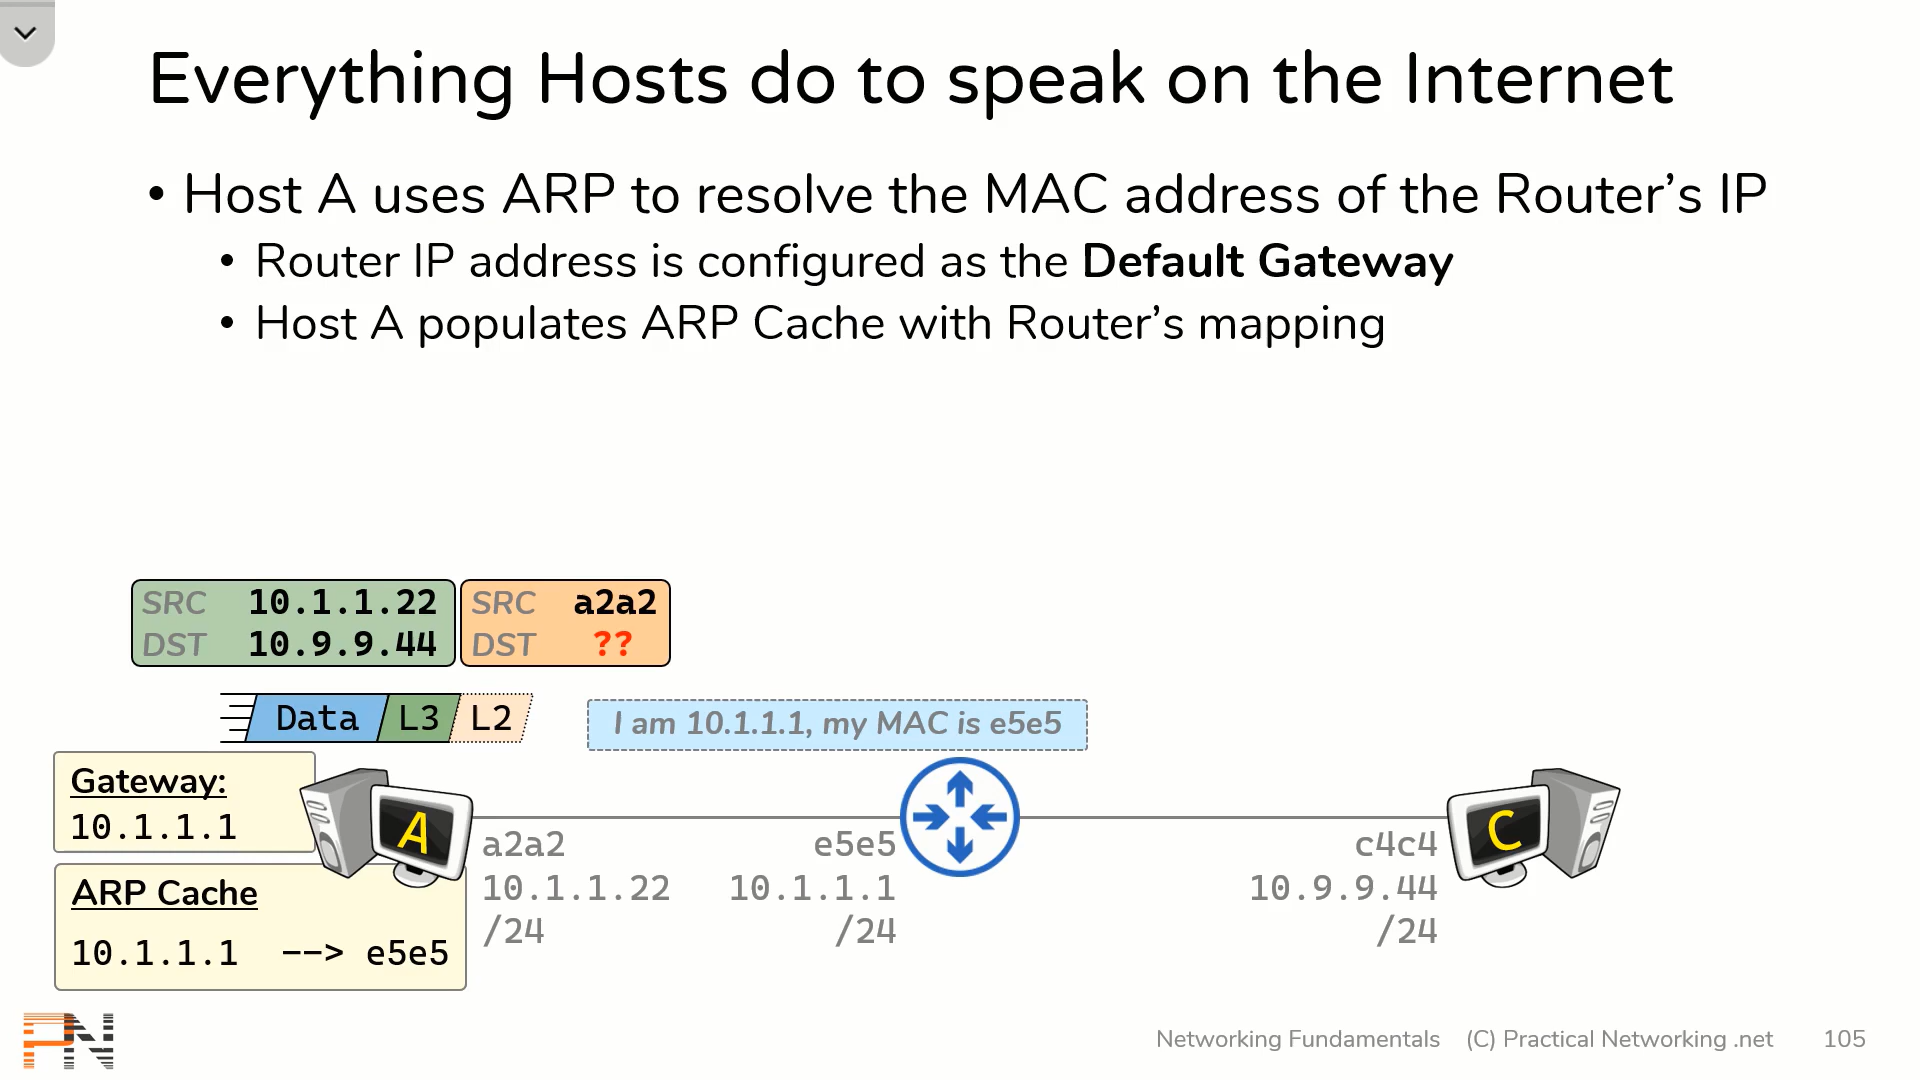 Everything Hosts do to speak on the Internet
• Host A uses ARP to resolve the MAC address of the Router’s IP
• Router IP address is configured as the Default Gateway
• Host A populates ARP Cache with Router’s mapping
SRC 10.1.1.22
DST 10.9.9.44
SRC a2a2
DST ??
Data L3 L2
I am 10.1.1.1, my MAC is e5e5
Gateway:
10.1.1.1
A
C
ARP Cache
10.1.1.1 --> e5e5
a2a2
10.1.1.22
/24
e5e5
10.1.1.1
/24
c4c4
10.9.9.44
/24
PN
Networking Fundamentals (C) Practical Networking .net 105